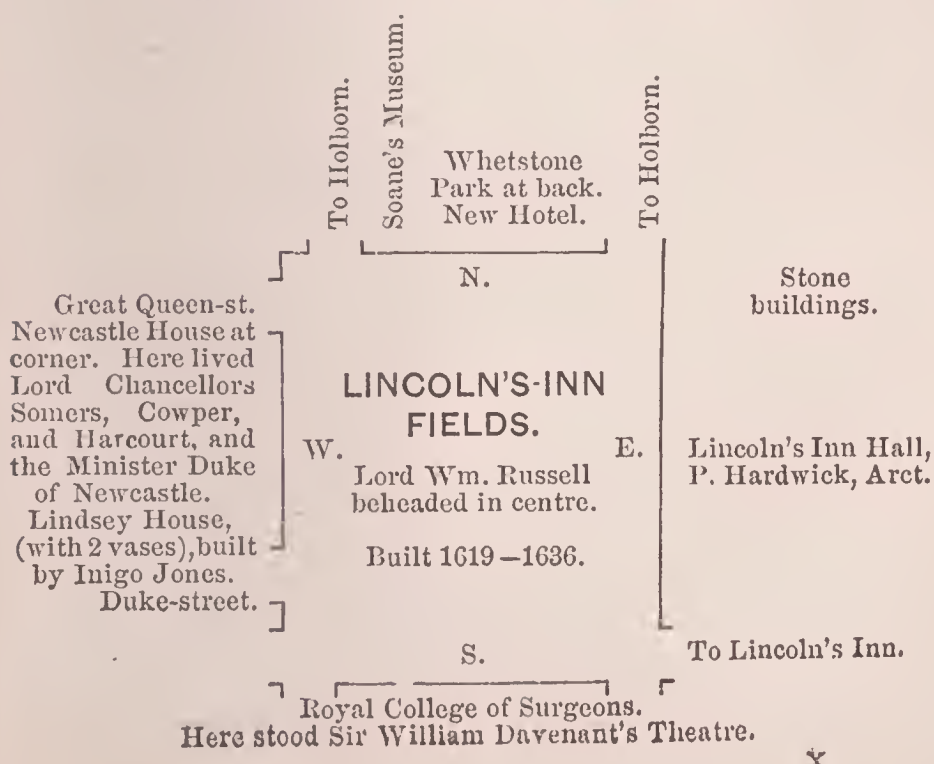 To Holborn.
Soane's Museum.
Whetstone
Park at back.
New Hotel.
To Holborn.
N.
Stone
buildings.
Great Queen-st.
Newcastle House at
corner. Here lived
Lord Chancellors
Somers, Cowper,
and Harcourt, and
the Minister Duke
of Newcastle.
Lindsey House,
(with 2 vases), built
by Inigo Jones.
Duke-street.
W.
LINCOLN'S-INN
FIELDS.
Lord Wm. Russell
beheaded in centre.
Built 1619–1636.
E.
Lincoln's Inn Hall,
P. Hardwick, Arct.
S.
To Lincoln's Inn.
Royal College of Surgeons.
Here stood Sir William Davenant's Theatre.
X